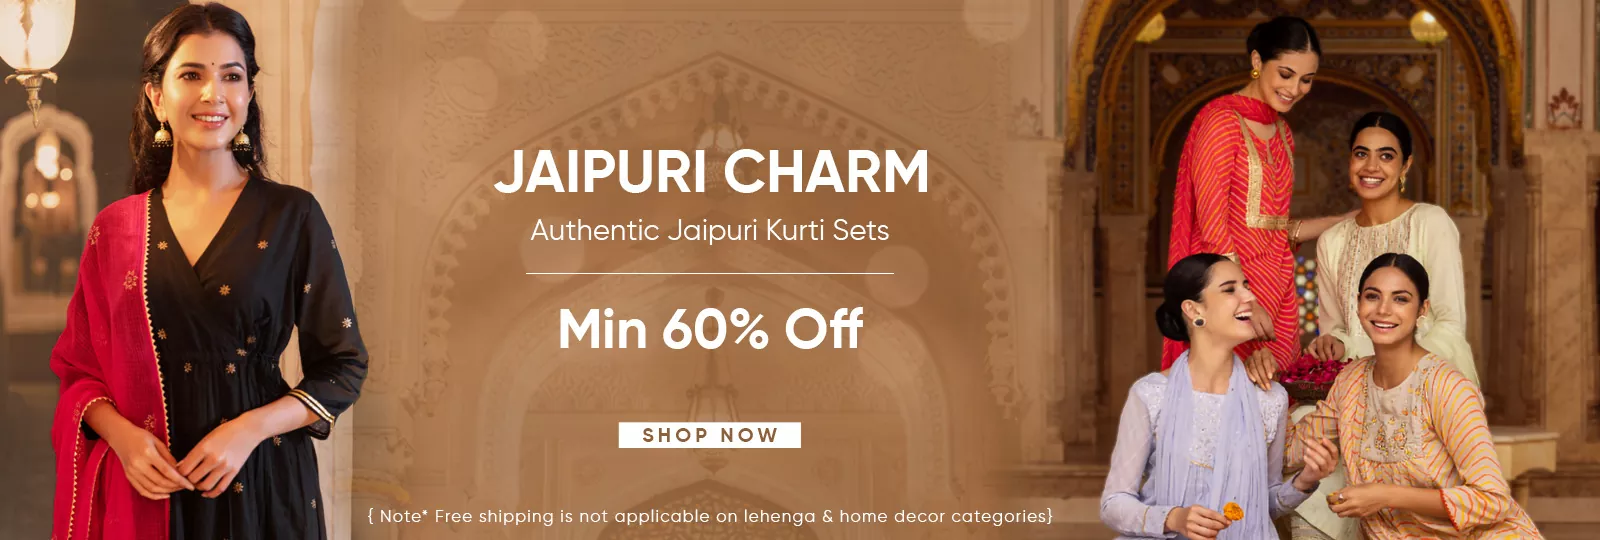 JAIPURI CHARM
Authentic Jaipuri Kurti Sets
Min 60% Off
SHOP NOW
{ Note* Free shipping is not applicable on lehenga & home decor categories}